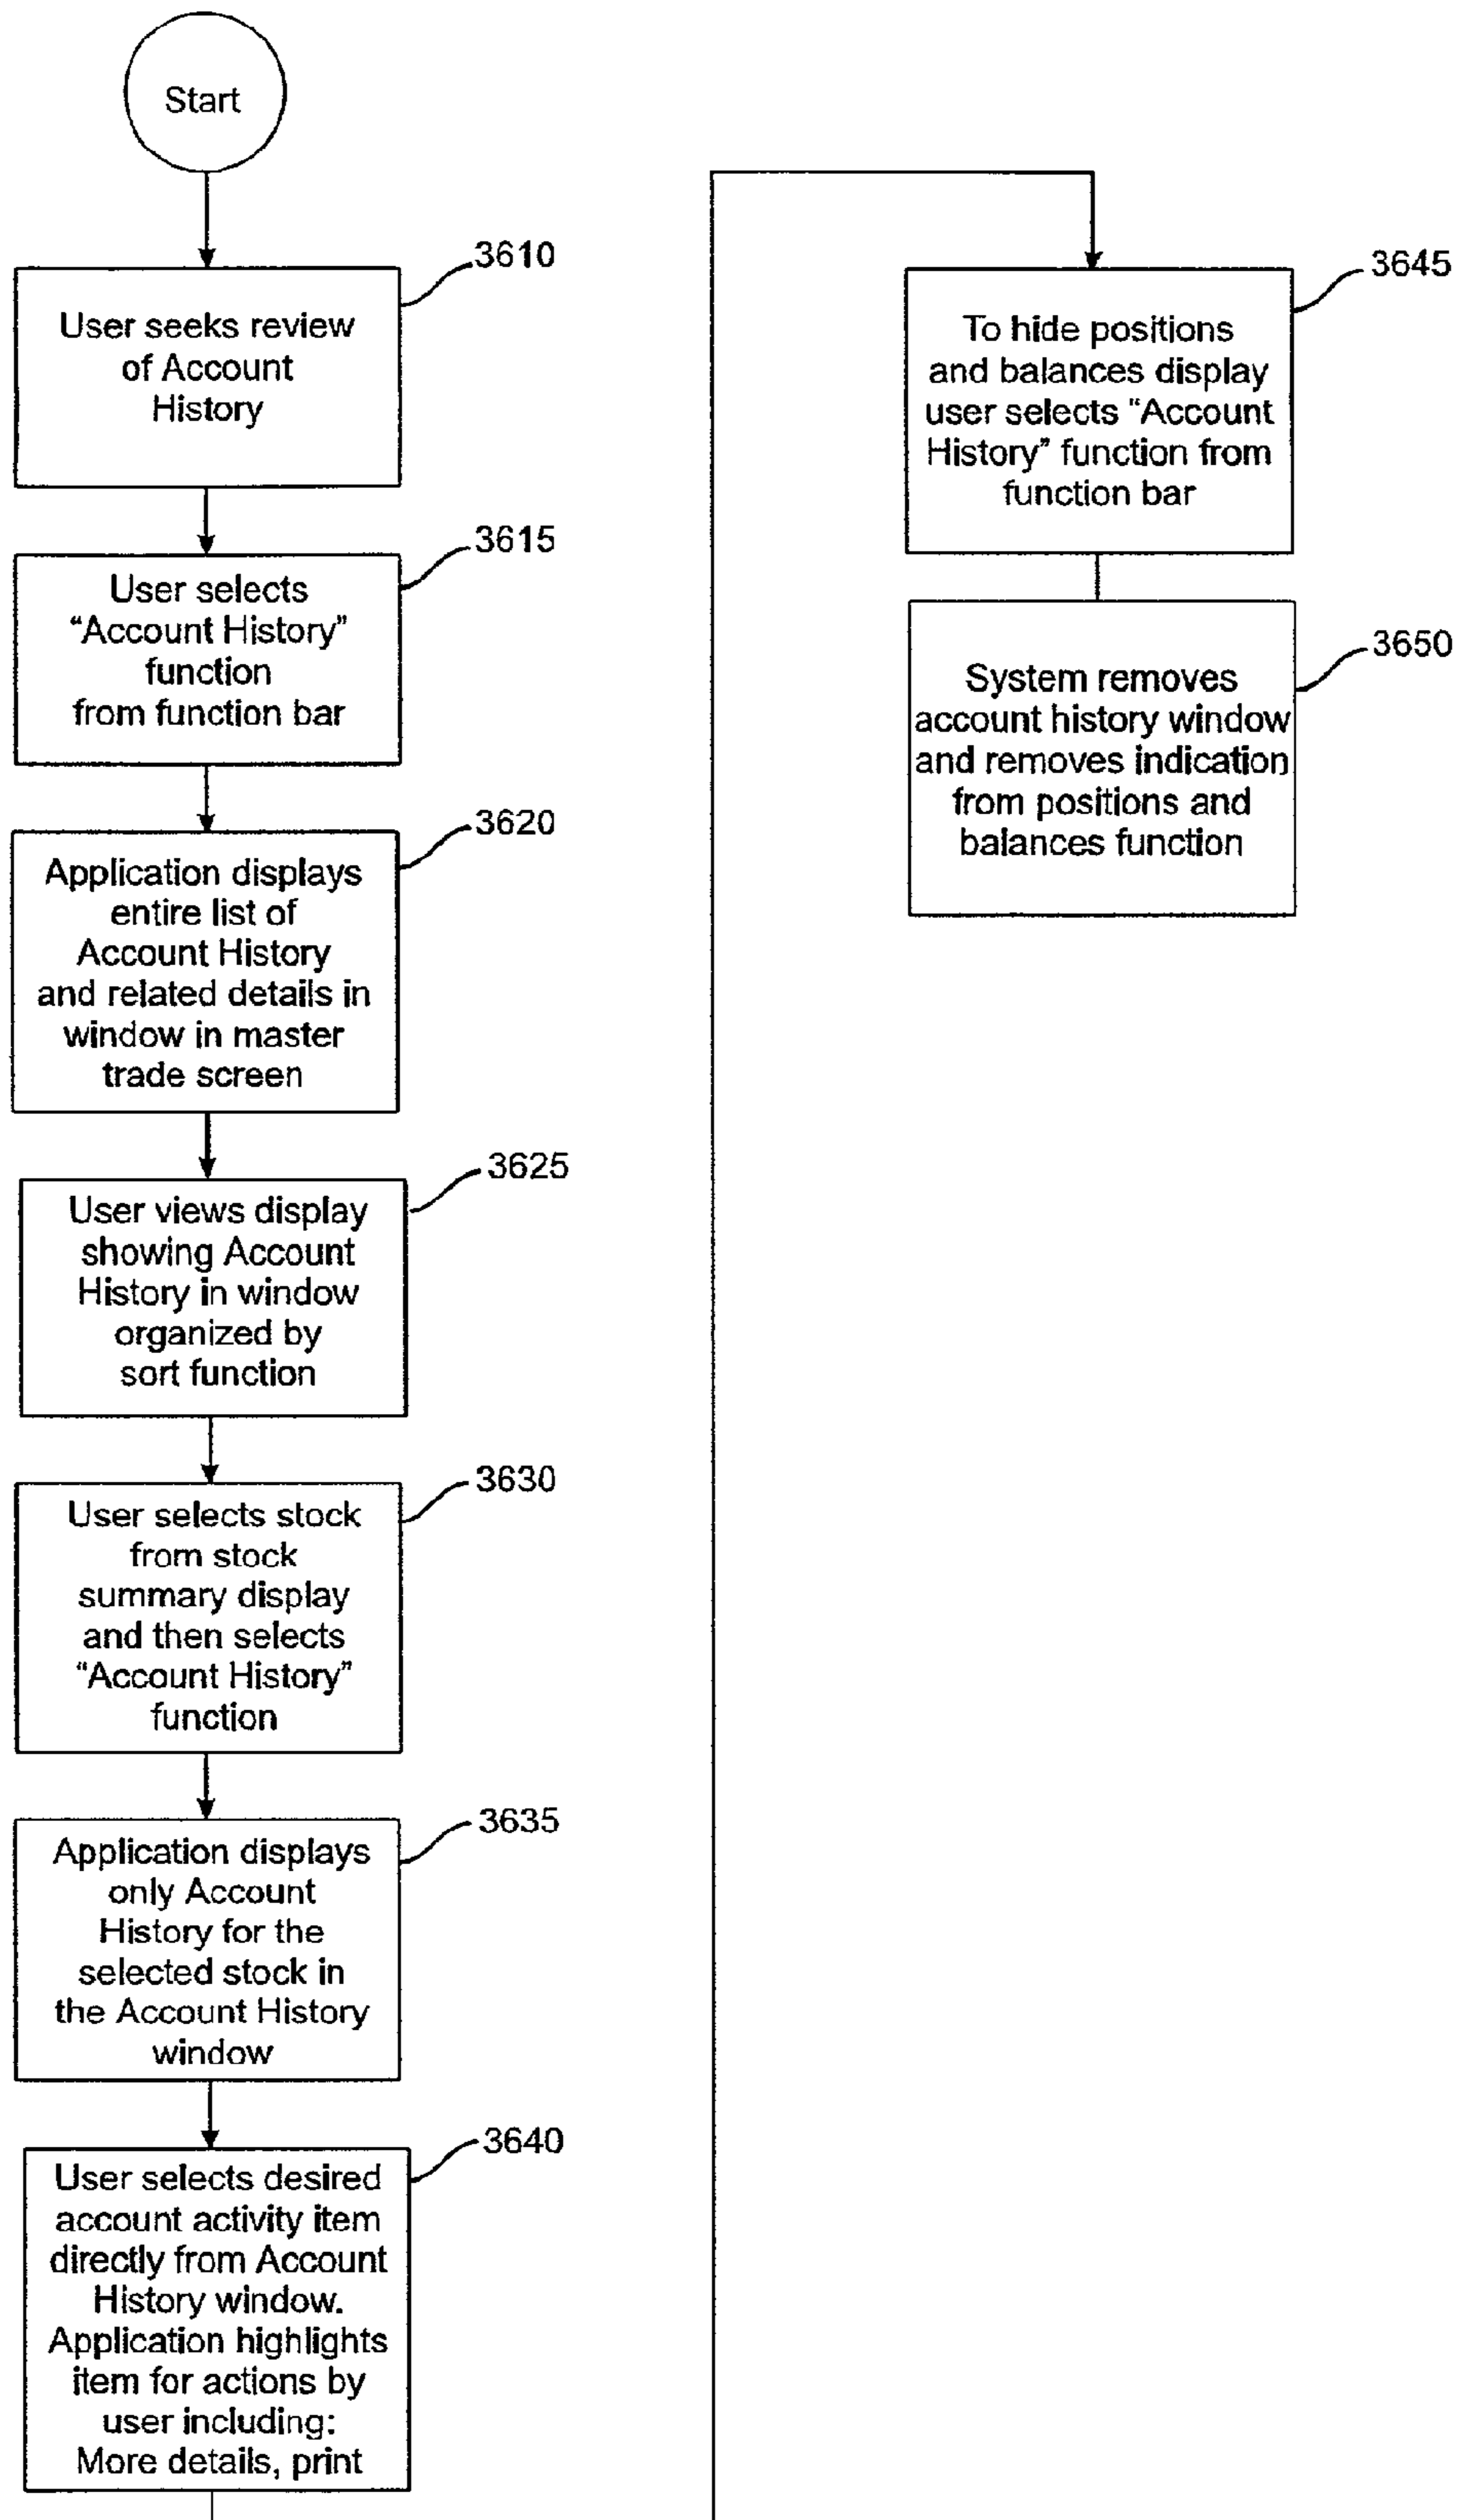 Start
3610
User seeks review
of Account
History
3615
User selects
“Account History”
function
from function bar
3620
Application displays
entire list of
Account History
and related details in
window in master
trade screen
3625
User views display
showing Account
History in window
organized by
sort function
3630
User selects stock
from stock
summary display
and then selects
“Account History”
function
3635
Application displays
only Account
History for the
selected stock in
the Account History
window
3640
User selects desired
account activity item
directly from Account
History window.
Application highlights
item for actions by
user including:
More details, print
3645
To hide positions
and balances display
user selects “Account
History” function from
function bar
3650
System removes
account history window
and removes indication
from positions and
balances function